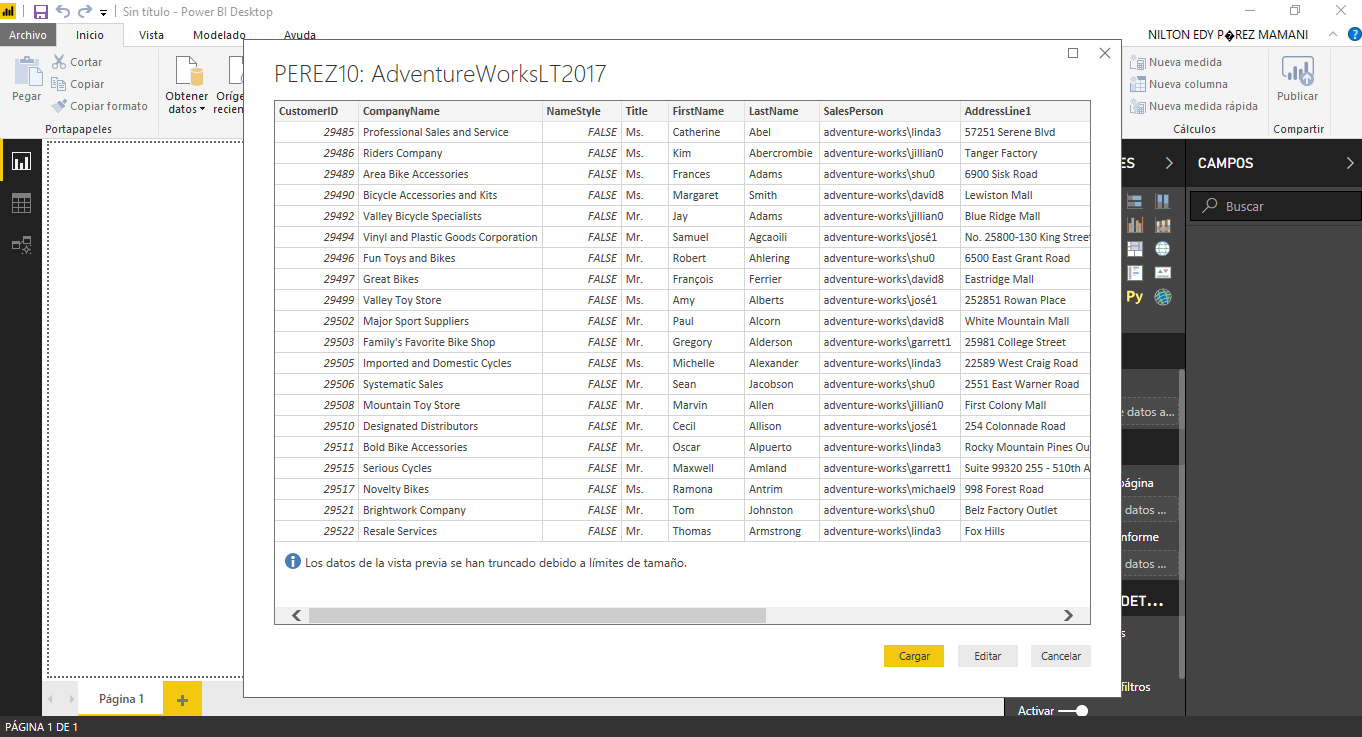 Sin título - Power BI Desktop
Archivo Inicio Vista Modelado Ayuda NILTON EDY P�REZ MAMANI
Pegar
Cortar
Copiar
Copiar formato
Portapapeles
Obtener
datos
Nueva medida
Nueva columna
Nueva medida rápida
Cálculos
Publicar
Compartir
PEREZ10: AdventureWorksLT2017
CustomerID CompanyName NameStyle Title FirstName LastName SalesPerson AddressLine1
29485 Professional Sales and Service FALSE Ms. Catherine Abel adventure-works\linda3 57251 Serene Blvd
29486 Riders Company FALSE Ms. Kim Abercrombie adventure-works\jillian0 Tanger Factory
29489 Area Bike Accessories FALSE Ms. Frances Adams adventure-works\shu0 6900 Sisk Road
29490 Bicycle Accessories and Kits FALSE Ms. Margaret Smith adventure-works\david8 Lewiston Mall
29492 Valley Bicycle Specialists FALSE Mr. Jay Adams adventure-works\jillian0 Blue Ridge Mall
29494 Vinyl and Plastic Goods Corporation FALSE Mr. Samuel Agcaoili adventure-works\josé1 No. 25800-130 King Street
29496 Fun Toys and Bikes FALSE Mr. Robert Ahlering adventure-works\shu0 6500 East Grant Road
29497 Great Bikes FALSE Mr. François Ferrier adventure-works\david8 Eastridge Mall
29499 Valley Toy Store FALSE Ms. Amy Alberts adventure-works\josé1 252851 Rowan Place
29502 Major Sport Suppliers FALSE Mr. Paul Alcorn adventure-works\david8 White Mountain Mall
29503 Family's Favorite Bike Shop FALSE Mr. Gregory Alderson adventure-works\garrett1 25981 College Street
29505 Imported and Domestic Cycles FALSE Ms. Michelle Alexander adventure-works\linda3 22589 West Craig Road
29506 Systematic Sales FALSE Mr. Sean Jacobson adventure-works\shu0 2551 East Warner Road
29508 Mountain Toy Store FALSE Mr. Marvin Allen adventure-works\jillian0 First Colony Mall
29510 Designated Distributors FALSE Mr. Cecil Allison adventure-works\josé1 254 Colonnade Road
29511 Bold Bike Accessories FALSE Mr. Oscar Alpuerto adventure-works\linda3 Rocky Mountain Pines Ou
29515 Serious Cycles FALSE Mr. Maxwell Amland adventure-works\garrett1 Suite 99320 255 - 510th A
29517 Novelty Bikes FALSE Ms. Ramona Antrim adventure-works\michael9 998 Forest Road
29521 Brightwork Company FALSE Mr. Tom Johnston adventure-works\shu0 Belz Factory Outlet
29522 Resale Services FALSE Mr. Thomas Armstrong adventure-works\linda3 Fox Hills
Los datos de la vista previa se han truncado debido a límites de tamaño.
Cargar Editar Cancelar
ES
CAMPOS
Buscar
Py
e datos a...
página
datos ...
nforme
datos ...
DET...
s
filtros
Activar
Página 1 +
PÁGINA 1 DE 1